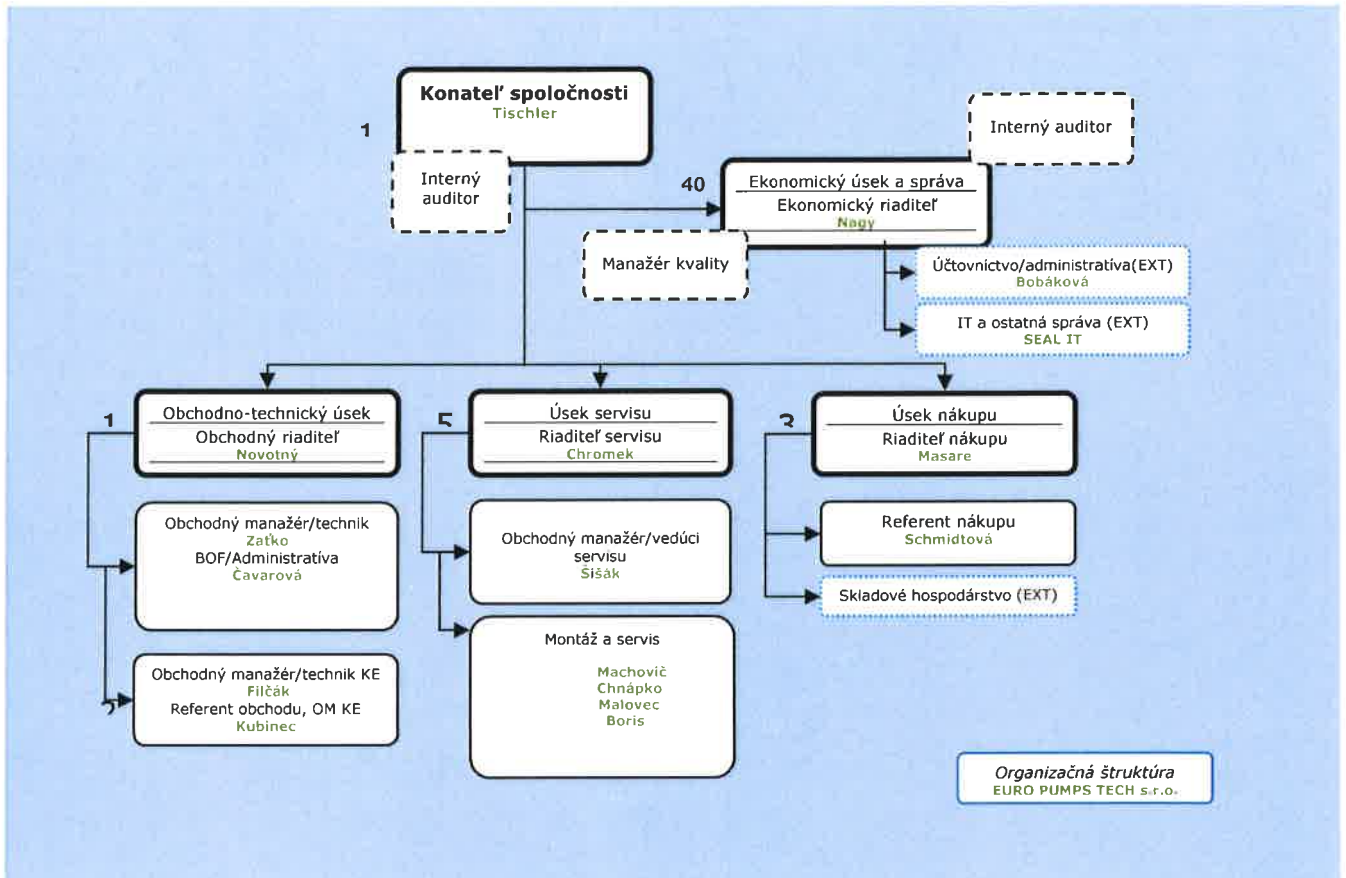 Konateľ spoločnosti
Tischler
1
Interný
auditor
Interný auditor
40
Ekonomický úsek a správa
Ekonomický riaditeľ
Nagy
Manažér kvality
Účtovníctvo/administratíva(EXT)
Bobáková
IT a ostatná správa (EXT)
SEAL IT
1
Obchodno-technický úsek
Obchodný riaditeľ
Novotný
5
Úsek servisu
Riaditeľ servisu
Chromek
Úsek nákupu
Riaditeľ nákupu
Masare
Obchodný manažér/technik
Zaťko
BOF/Administratíva
Čavarová
Obchodný manažér/vedúci
servisu
Šišák
Referent nákupu
Schmidtová
Skladové hospodárstvo (EXT)
Montáž a servis
Machovič
Chnápko
Malovec
Boris
Obchodný manažér/technik KE
Filčák
Referent obchodu, OM KE
Kubinec
Organizačná štruktúra
EURO PUMPS TECH s.r.o.